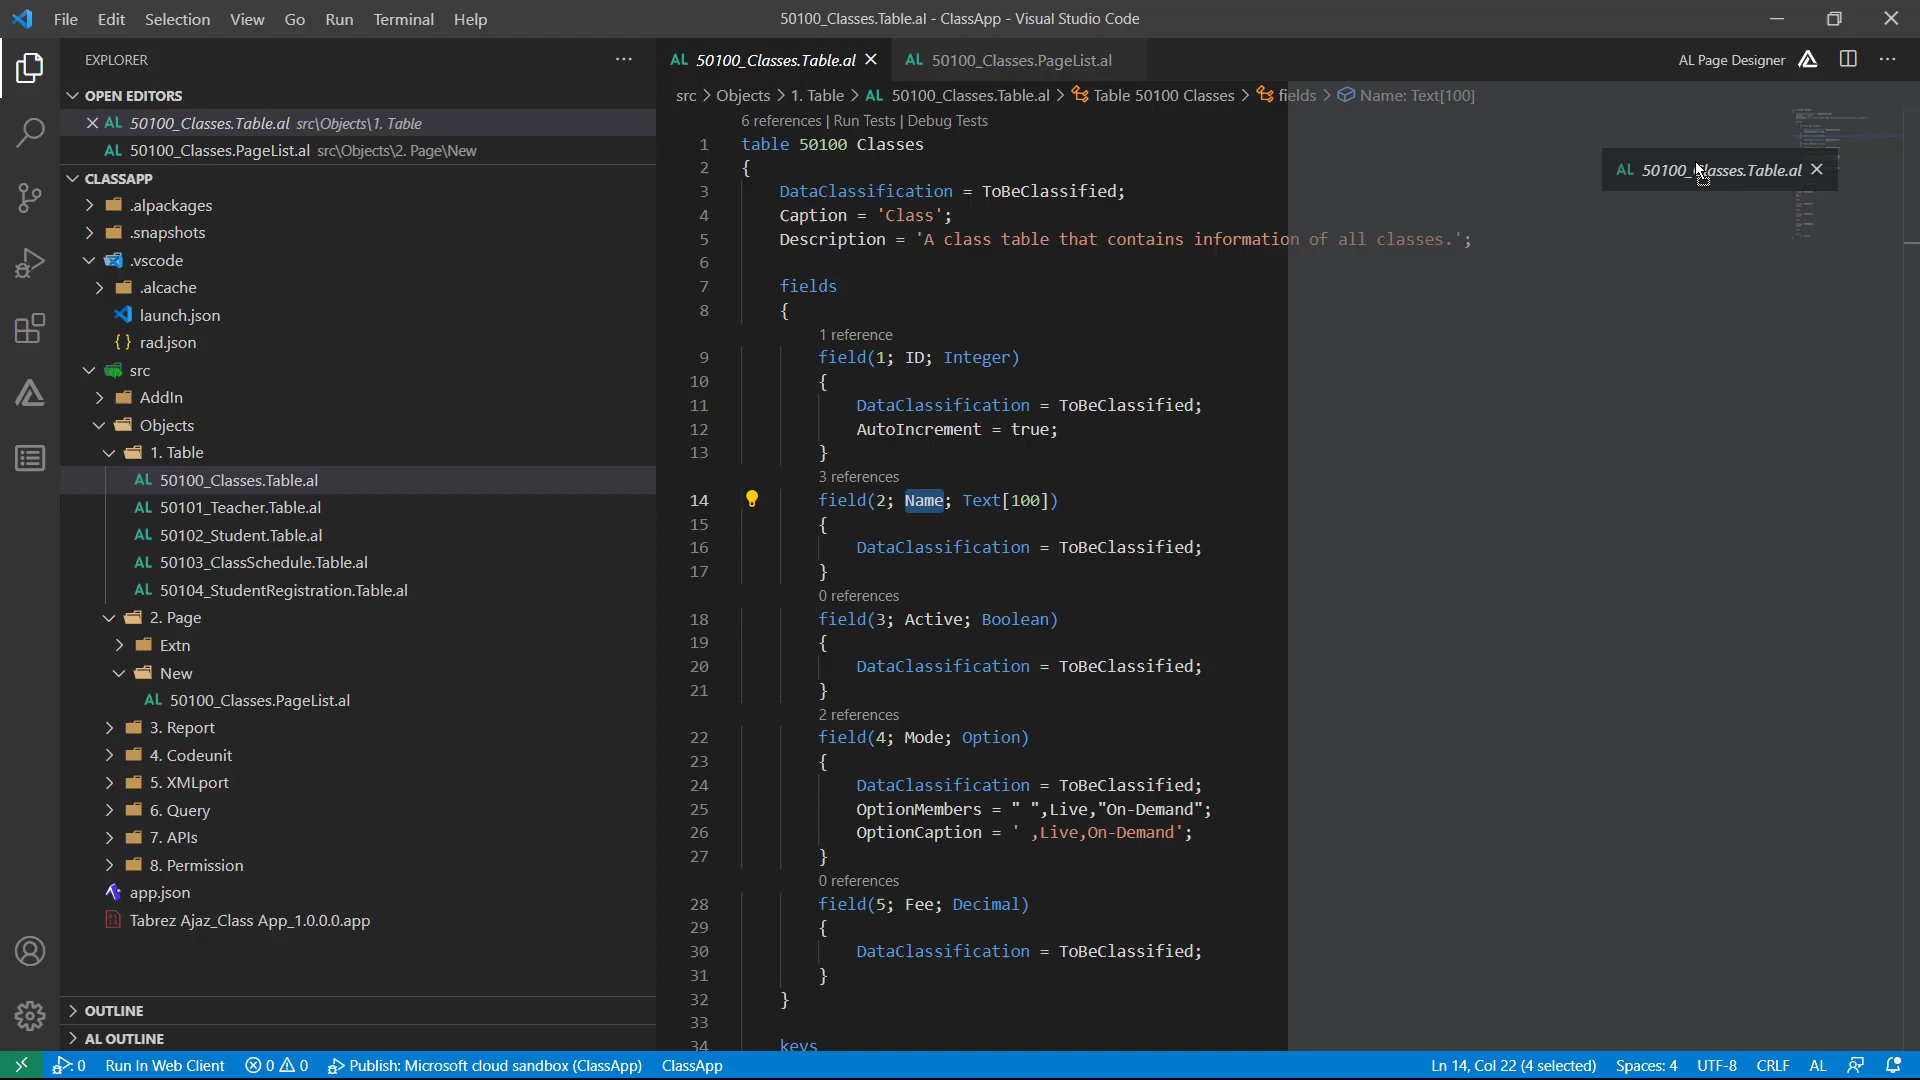 File Edit Selection View Go Run Terminal Help
50100_Classes.Table.al - ClassApp - Visual Studio Code
EXPLORER
OPEN EDITORS
AL 50100_Classes.Table.al src\Objects\1. Table
AL 50100_Classes.PageList.al src\Objects\2. Page\New
CLASSAPP
.alpackages
.snapshots
.vscode
.alcache
launch.json
{ } rad.json
src
AddIn
Objects
1. Table
AL 50100_Classes.Table.al
AL 50101_Teacher.Table.al
AL 50102_Student.Table.al
AL 50103_ClassSchedule.Table.al
AL 50104_StudentRegistration.Table.al
2. Page
Extn
New
AL 50100_Classes.PageList.al
3. Report
4. Codeunit
5. XMLport
6. Query
7. APIs
8. Permission
app.json
Tabrez Ajaz_Class App_1.0.0.0.app
OUTLINE
AL OUTLINE
AL 50100_Classes.Table.al
AL 50100_Classes.PageList.al
AL Page Designer
src > Objects > 1. Table > AL 50100_Classes.Table.al > Table 50100 Classes > fields > Name: Text[100]
6 references | Run Tests | Debug Tests
1 table 50100 Classes
2 {
3 DataClassification = ToBeClassified;
4 Caption = 'Class';
5 Description = 'A class table that contains information of all classes.';
6
7 fields
8 {
1 reference
9 field(1; ID; Integer)
10 {
11 DataClassification = ToBeClassified;
12 AutoIncrement = true;
13 }
3 references
14 field(2; Name; Text[100])
15 {
16 DataClassification = ToBeClassified;
17 }
0 references
18 field(3; Active; Boolean)
19 {
20 DataClassification = ToBeClassified;
21 }
2 references
22 field(4; Mode; Option)
23 {
24 DataClassification = ToBeClassified;
25 OptionMembers = " ",Live,"On-Demand";
26 OptionCaption = ' ,Live,On-Demand';
27 }
0 references
28 field(5; Fee; Decimal)
29 {
30 DataClassification = ToBeClassified;
31 }
32 }
33
34 keys
AL 50100_Classes.Table.al
0 Run In Web Client 0 0 Publish: Microsoft cloud sandbox (ClassApp) ClassApp
Ln 14, Col 22 (4 selected) Spaces: 4 UTF-8 CRLF AL